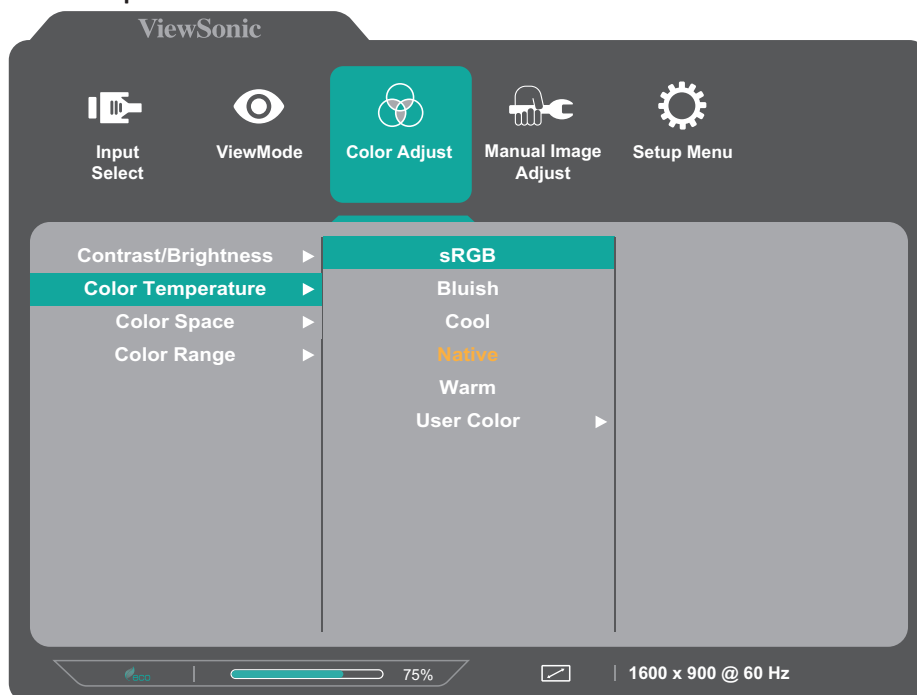 ViewSonic
Input
Select
ViewMode
Color Adjust
Manual Image
Adjust
Setup Menu
Contrast/Brightness
Color Temperature
Color Space
Color Range
sRGB
Bluish
Cool
Native
Warm
User Color
eco
75%
1600 x 900 @ 60 Hz